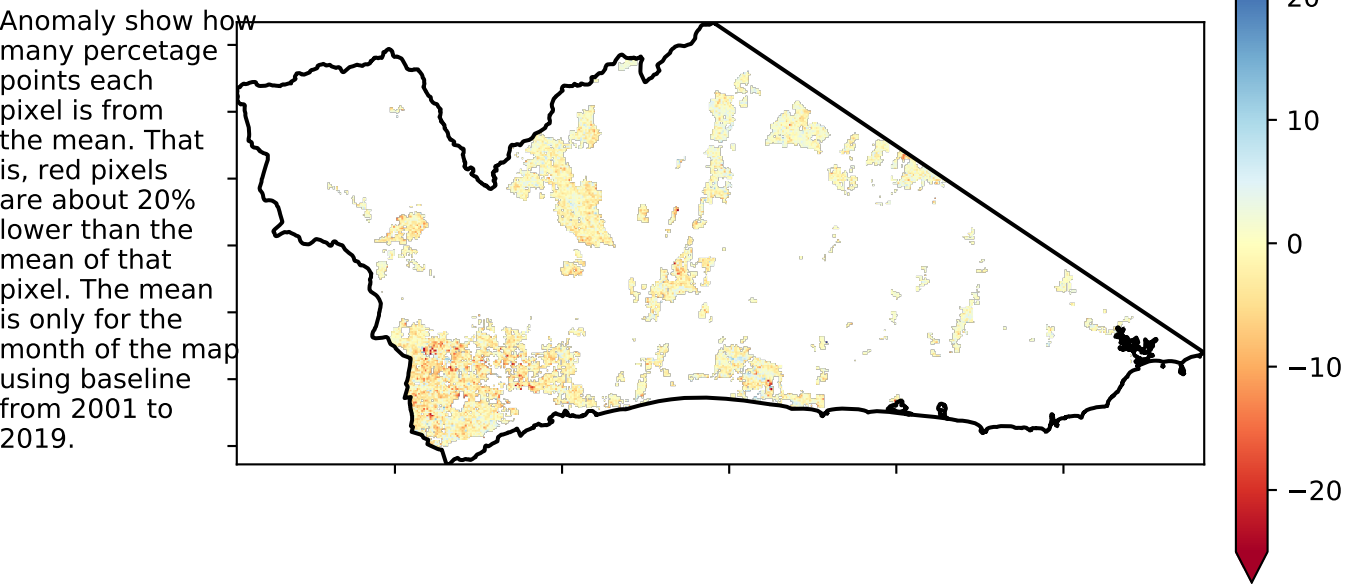 Anomaly show how
many percetage
points each
pixel is from
the mean. That
is, red pixels
are about 20%
lower than the
mean of that
pixel. The mean
is only for the
month of the map
using baseline
from 2001 to
2019.
20
10
0
−10
−20